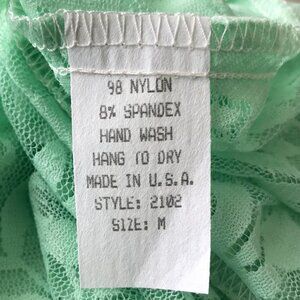 98 NYLON
8% SPANDEX
HAND WASH
HANG TO DRY
MADE IN U.S.A.
STYLE: 2102
SIZE: M